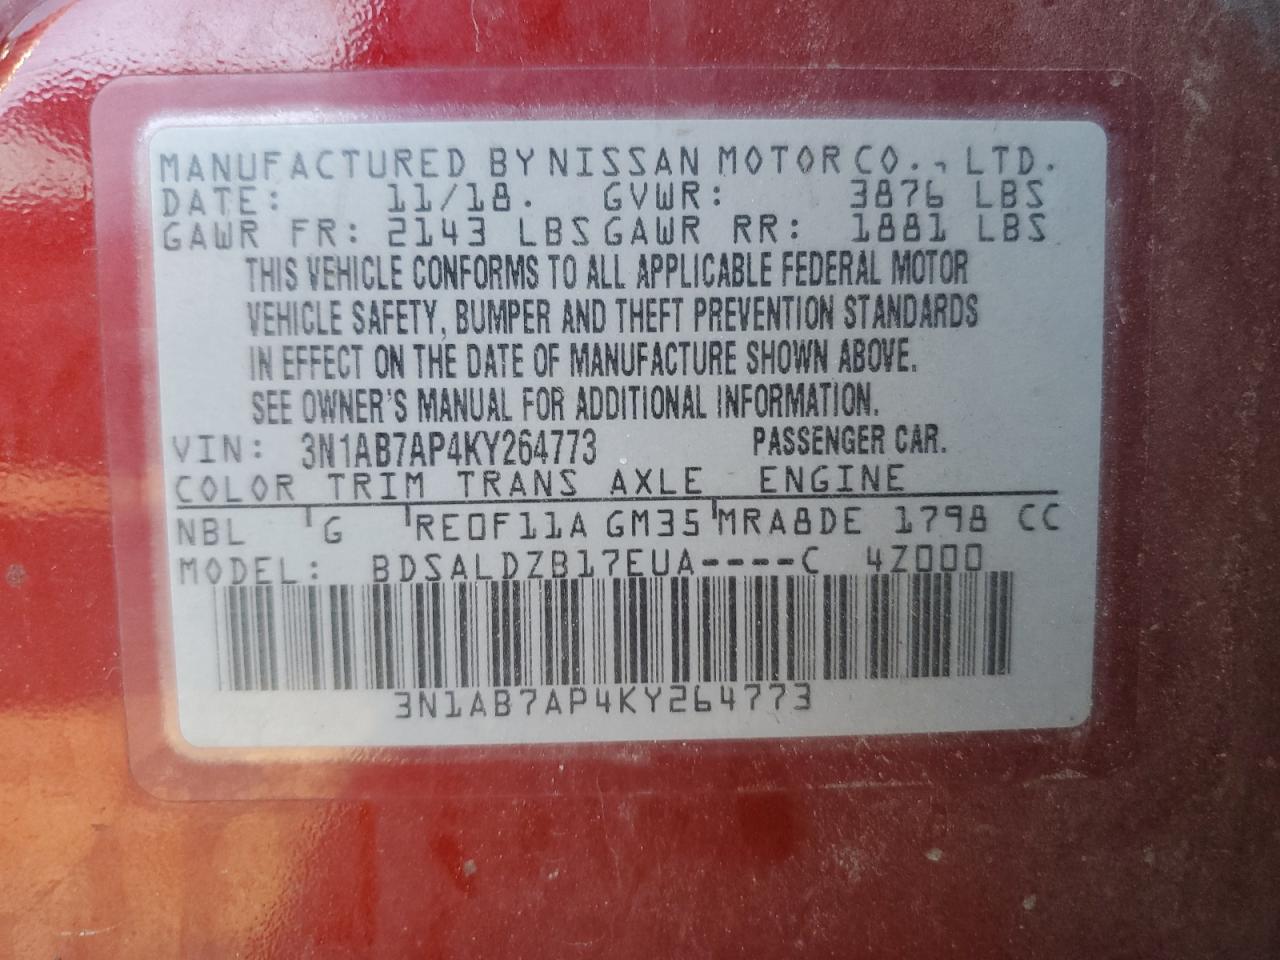 MANUFACTURED BY NISSAN MOTOR CO., LTD.
DATE: 11/18. GVWR: 3876 LBS
GAWR FR: 2143 LBS GAWR RR: 1881 LBS
THIS VEHICLE CONFORMS TO ALL APPLICABLE FEDERAL MOTOR
VEHICLE SAFETY, BUMPER AND THEFT PREVENTION STANDARDS
IN EFFECT ON THE DATE OF MANUFACTURE SHOWN ABOVE.
SEE OWNER'S MANUAL FOR ADDITIONAL INFORMATION.
VIN: 3N1AB7AP4KY264773 PASSENGER CAR.
COLOR TRIM TRANS AXLE ENGINE
NBL G RE0F11A GM35 MRA8DE 1798 CC
MODEL: BDSALDZB17EUA----C 4Z000
3N1AB7AP4KY264773